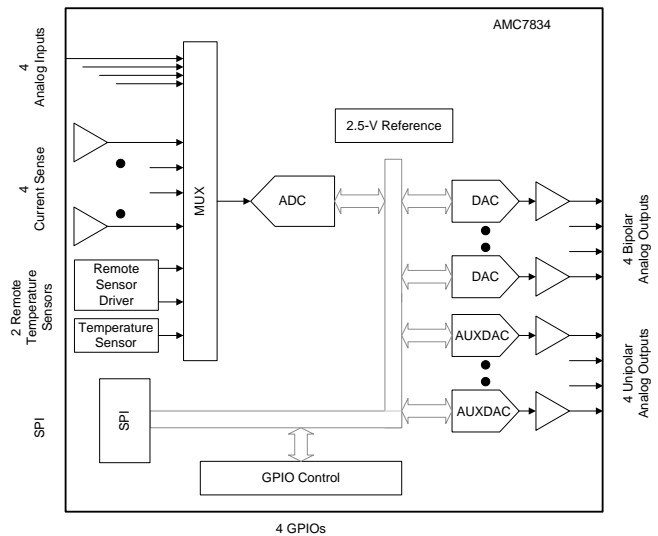 AMC7834
4
Analog Inputs
4
Current Sense
2 Remote
Temperature
Sensors
SPI
MUX
ADC
2.5-V Reference
Remote
Sensor
Driver
Temperature
Sensor
SPI
GPIO Control
DAC
DAC
AUXDAC
AUXDAC
4 Bipolar
Analog Outputs
4 Unipolar
Analog Outputs
4 GPIOs